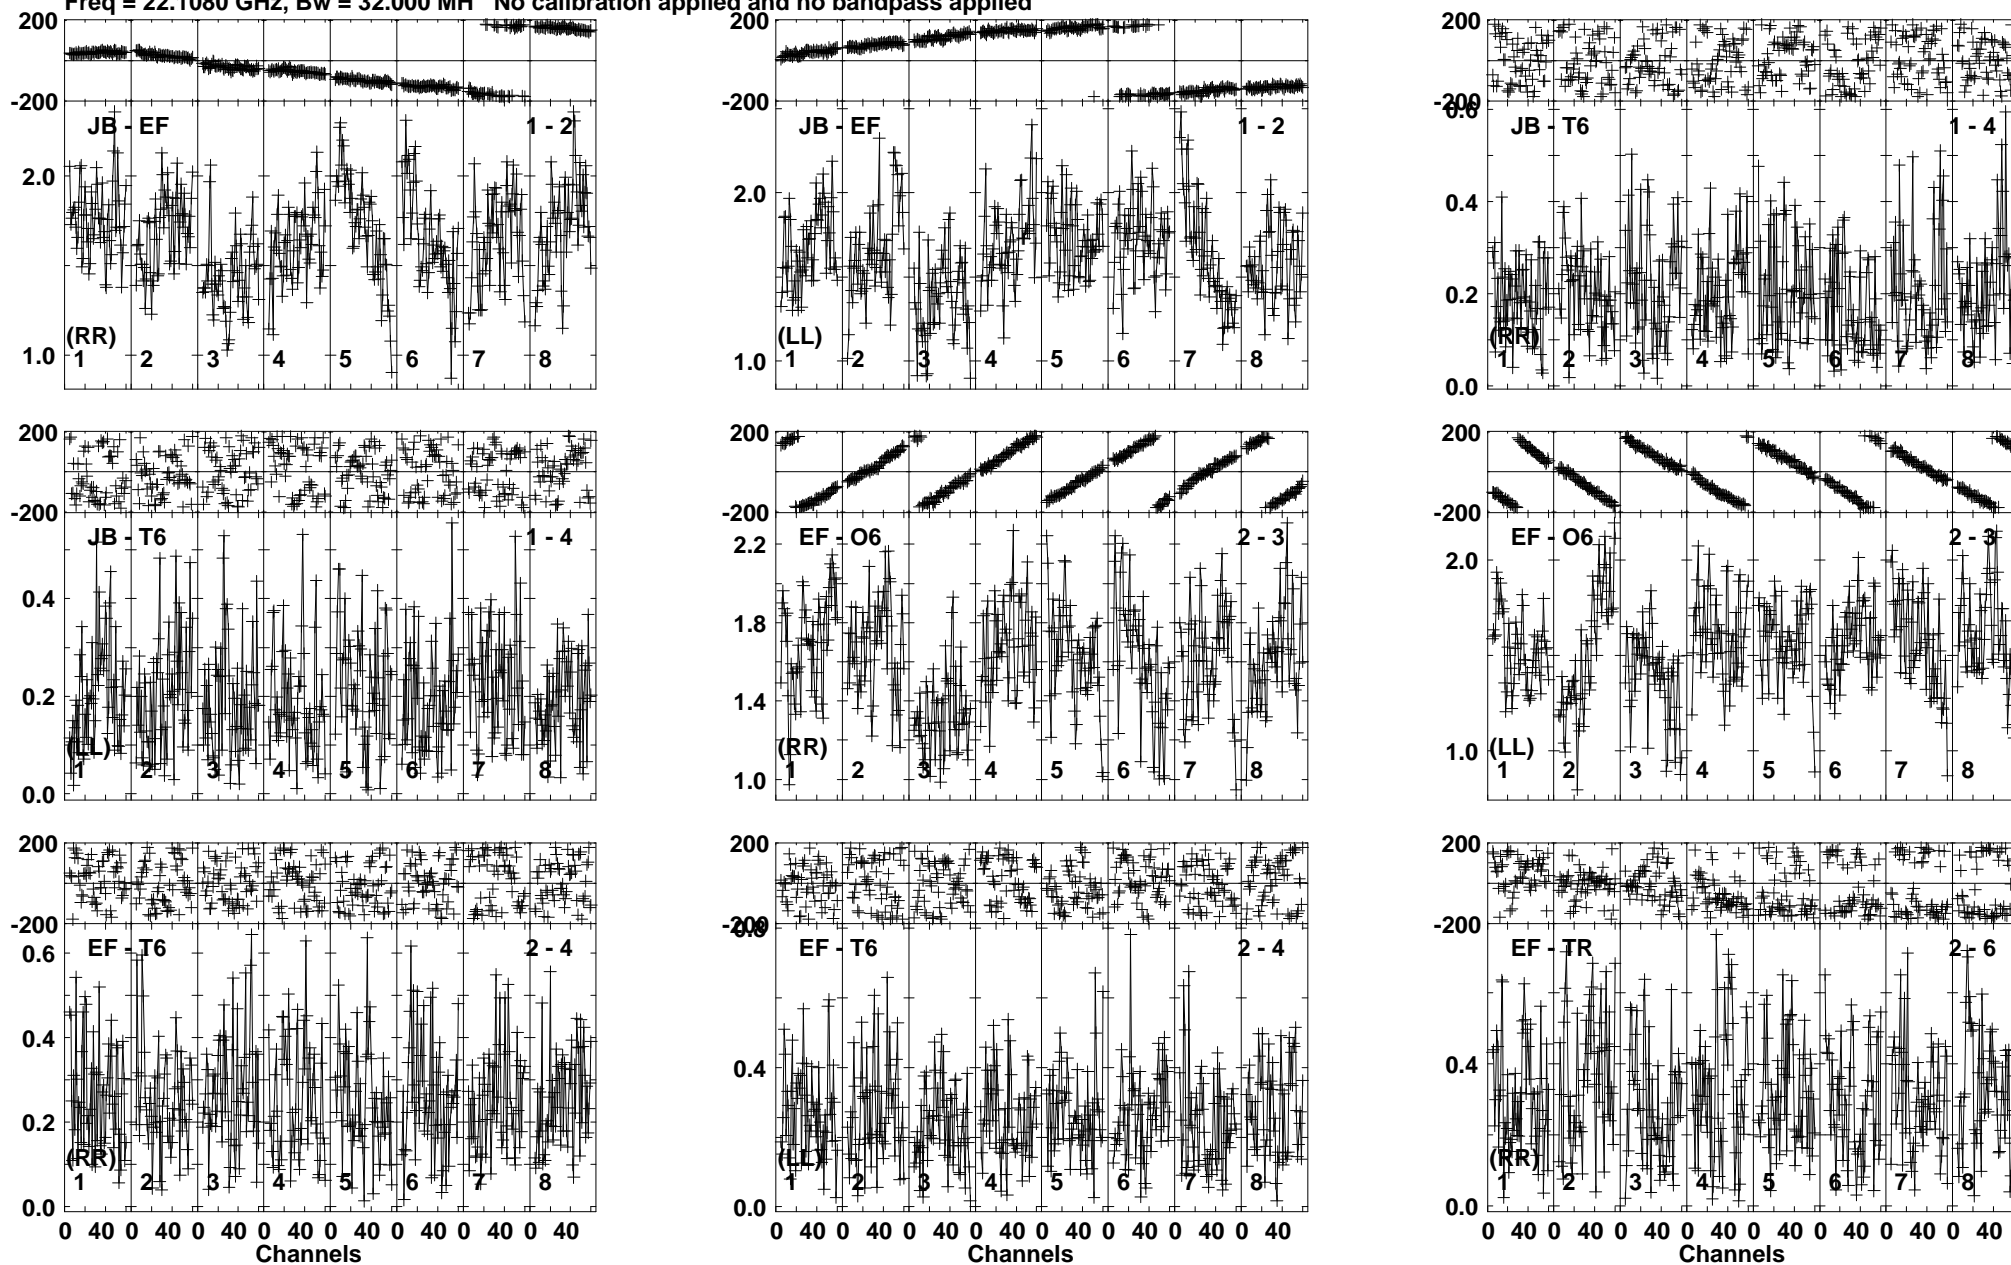 Freq = 22.1080 GHz, Bw = 32.000 MH No calibration applied and no bandpass applied
200 200 200
-200 -200 -200
JB - EF 1 - 2 JB - EF 1 - 2 0.6 JB - T6 1 - 4
2.0 2.0 0.4
0.2
(RR) (LL) (RR)
1.0 1 2 3 4 5 6 7 8 1.0 1 2 3 4 5 6 7 8 1 2 3 4 5 6 7 8
0.0
200 200 200
-200 -200 -200
JB - T6 1 - 4 EF - O6 2 - 3 EF - O6 2 - 3
2.2 2.0
0.4 1.8
0.2 1.4
(LL) (RR) (LL)
1.0
1 2 3 4 5 6 7 8 1 2 3 4 5 6 7 8 1 2 3 4 5 6 7 8
0.0 1.0
200 200 200
-200 -200 -200
0.8
EF - T6 2 - 4 EF - T6 2 - 4 EF - TR 2 - 6
0.6
0.4 0.4 0.4
0.2
(RR) (LL) (RR)
1 2 3 4 5 6 7 8 1 2 3 4 5 6 7 8 1 2 3 4 5 6 7 8
0.0 0.0 0.0
0 40 0 40 0 40 0 40 0 40 0 40 0 40 0 40 0 40 0 40 0 40 0 40 0 40 0 40 0 40 0 40 0 40 0 40 0 40 0 40 0 40 0 40 0 40 0 40
Channels Channels Channels